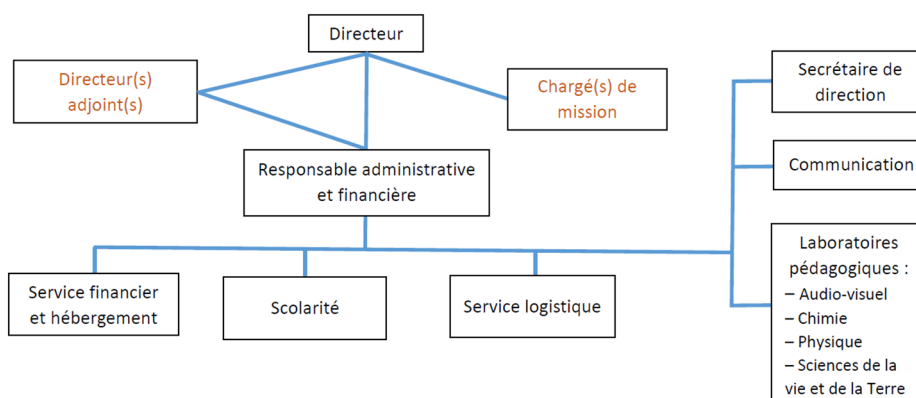 Directeur
Directeur(s)
adjoint(s)
Chargé(s) de
mission
Secrétaire de
direction
Responsable administrative
et financière
Communication
Service financier
et hébergement
Scolarité
Service logistique
Laboratoires
pédagogiques :
– Audio-visuel
– Chimie
– Physique
– Sciences de la
vie et de la Terre